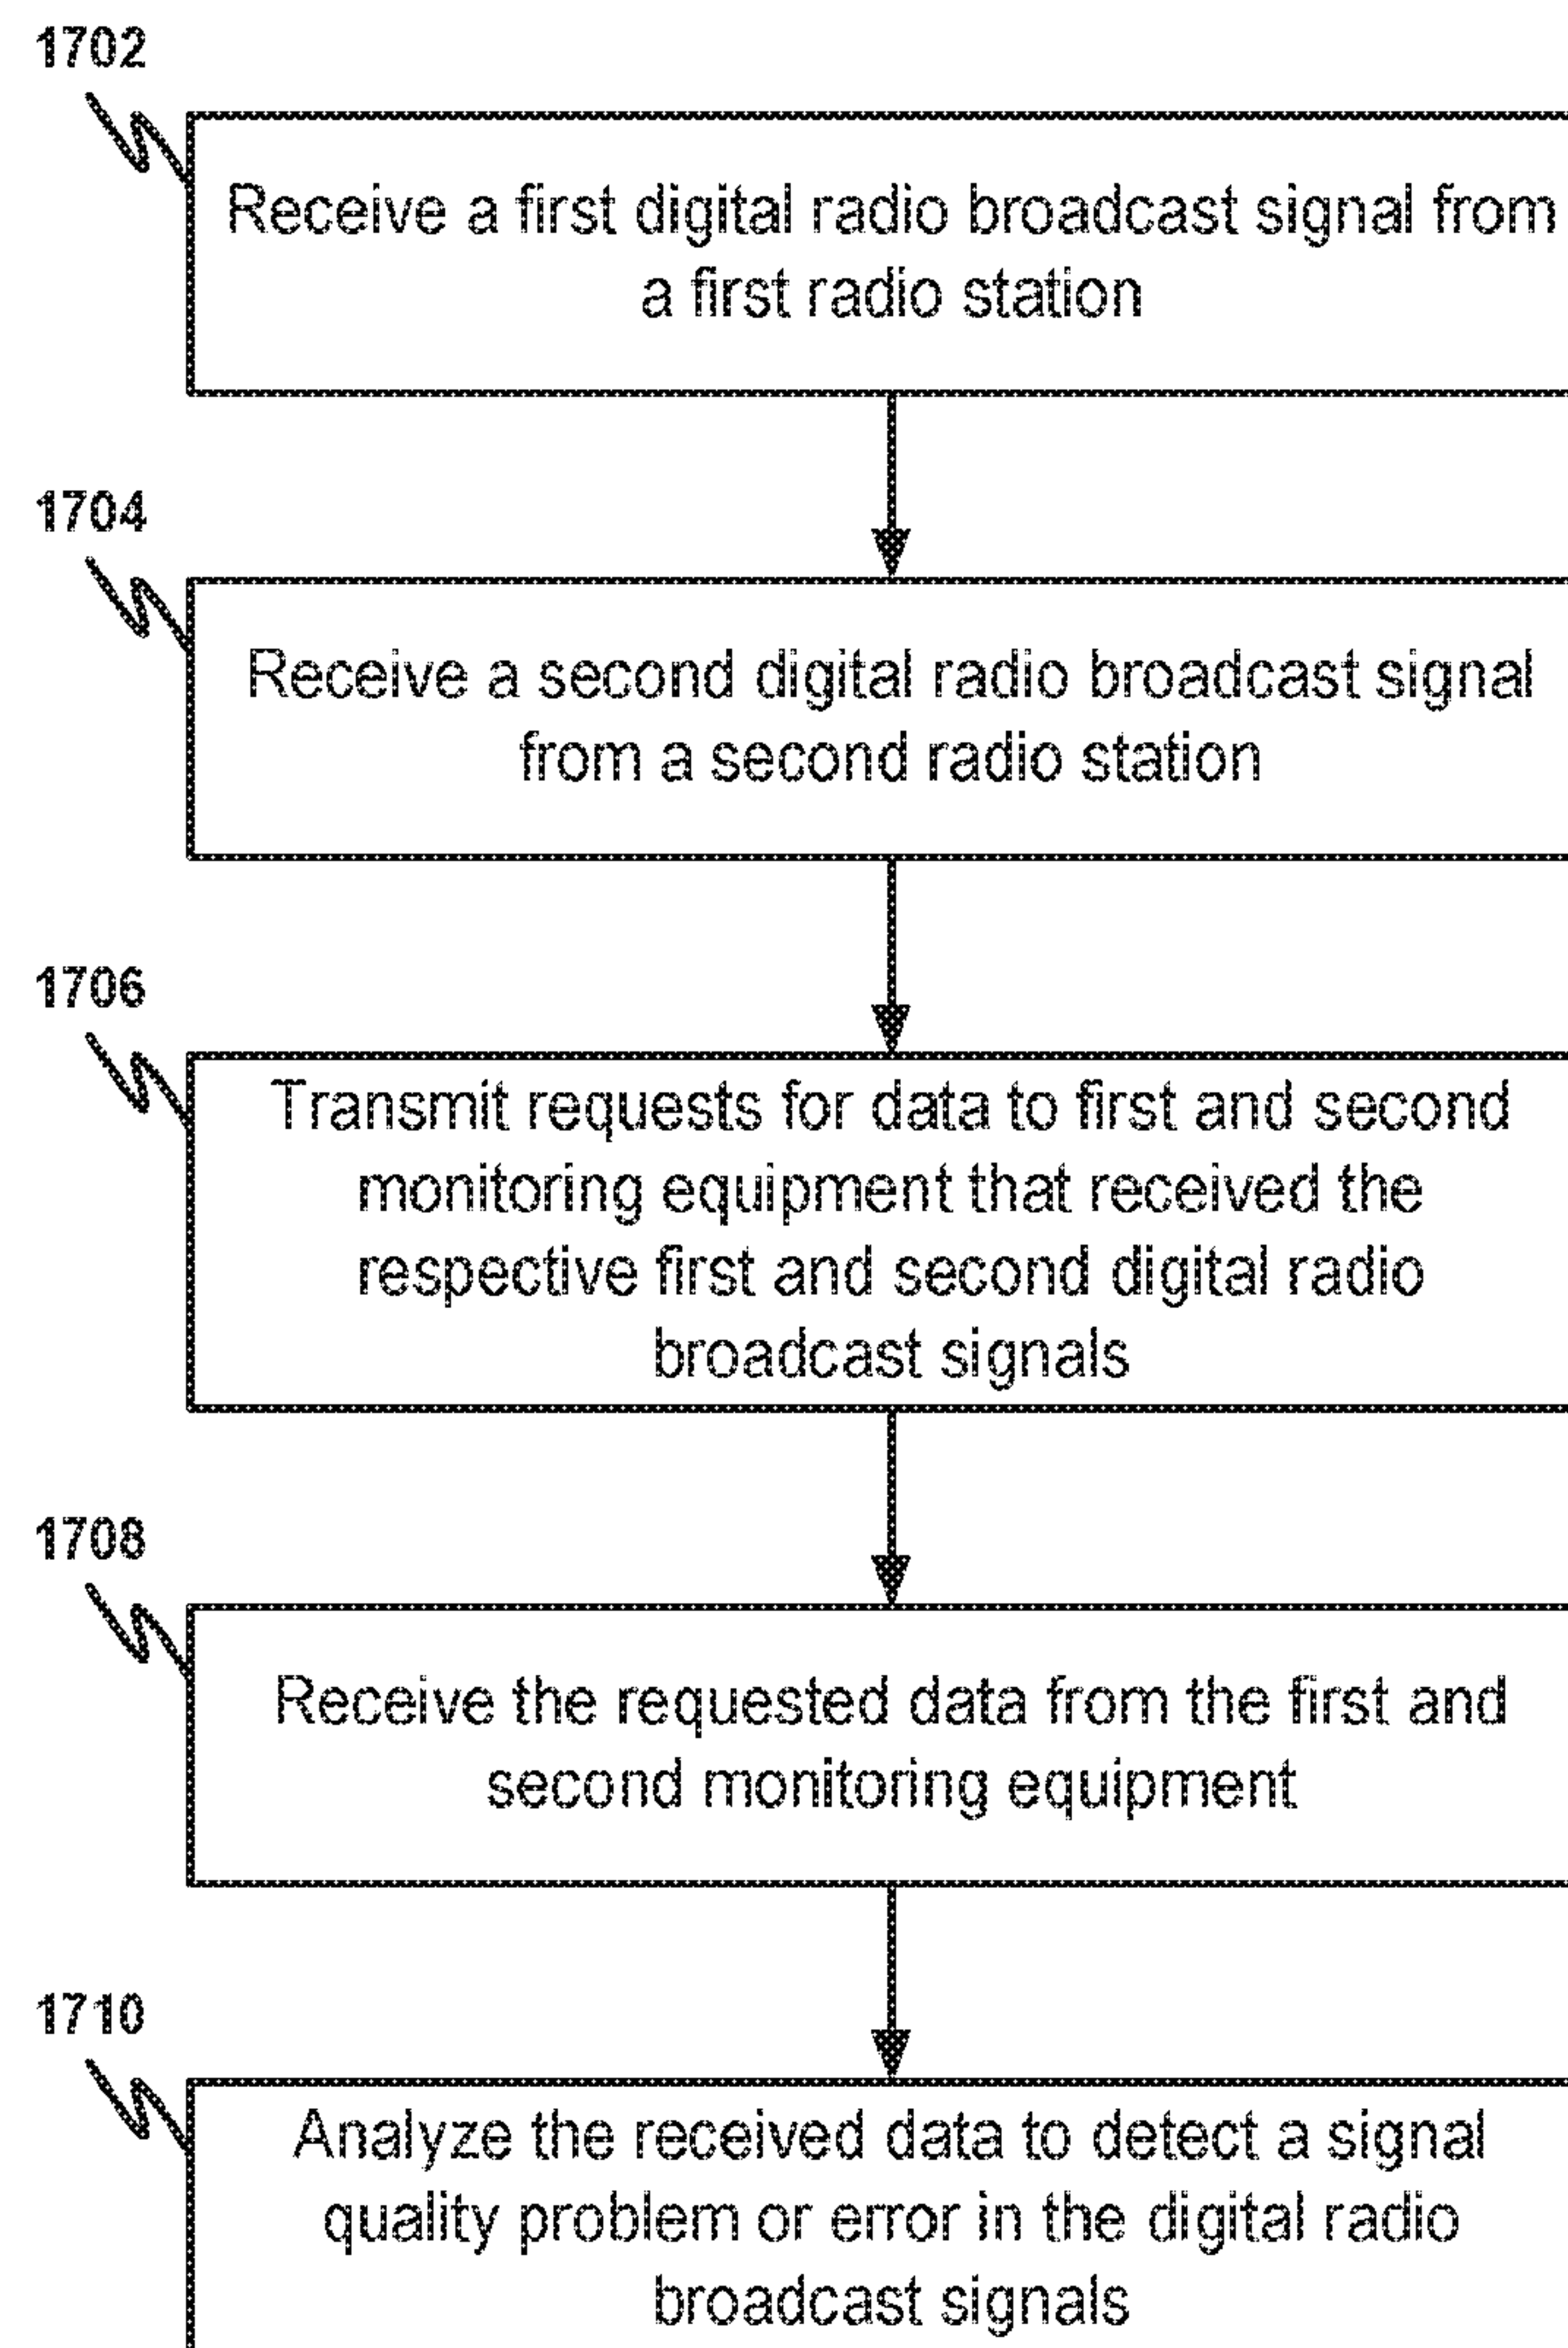 1702
Receive a first digital radio broadcast signal from
a first radio station
1704
Receive a second digital radio broadcast signal
from a second radio station
1706
Transmit requests for data to first and second
monitoring equipment that received the
respective first and second digital radio
broadcast signals
1708
Receive the requested data from the first and
second monitoring equipment
1710
Analyze the received data to detect a signal
quality problem or error in the digital radio
broadcast signals